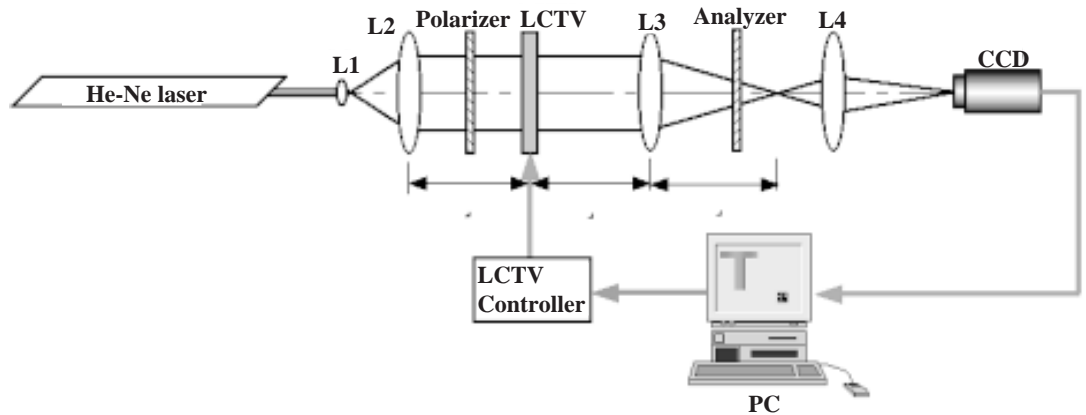 Polarizer LCTV
Analyzer
L2
L3
L4
L1
CCD
He-Ne laser
LCTV
Controller
T
PC